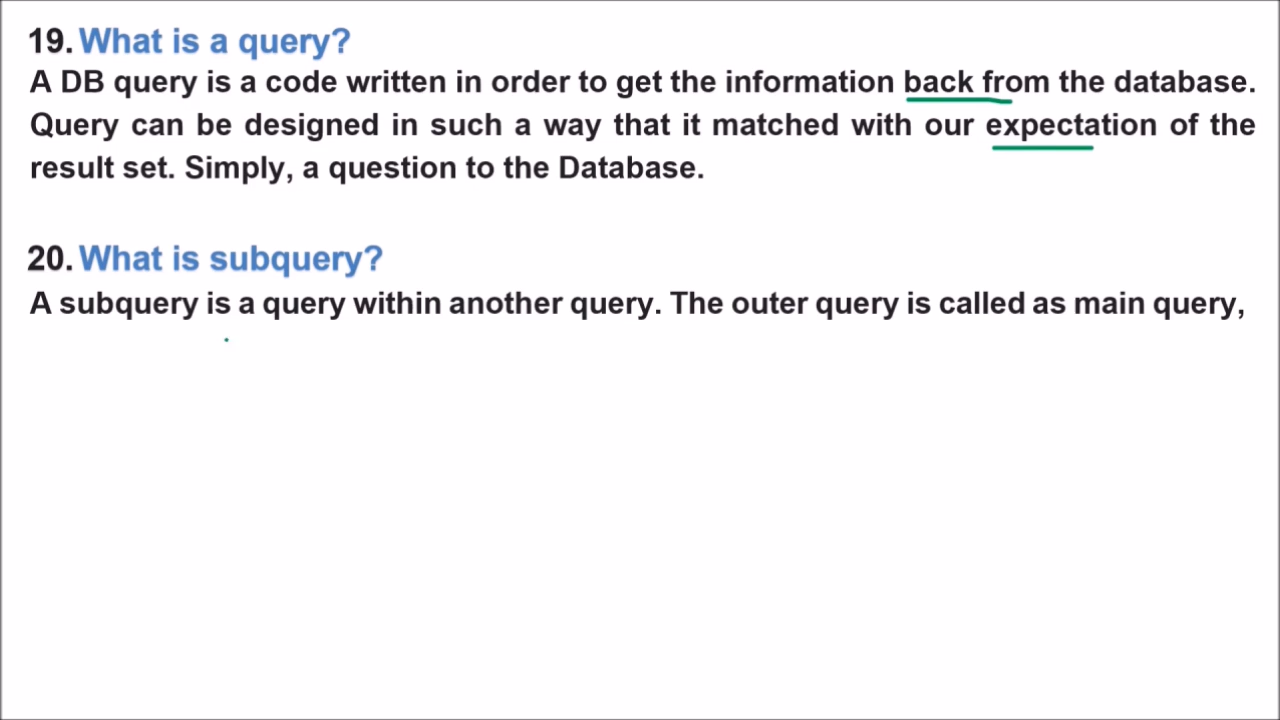 19. What is a query?
A DB query is a code written in order to get the information back from the database.
Query can be designed in such a way that it matched with our expectation of the
result set. Simply, a question to the Database.
20. What is subquery?
A subquery is a query within another query. The outer query is called as main query,